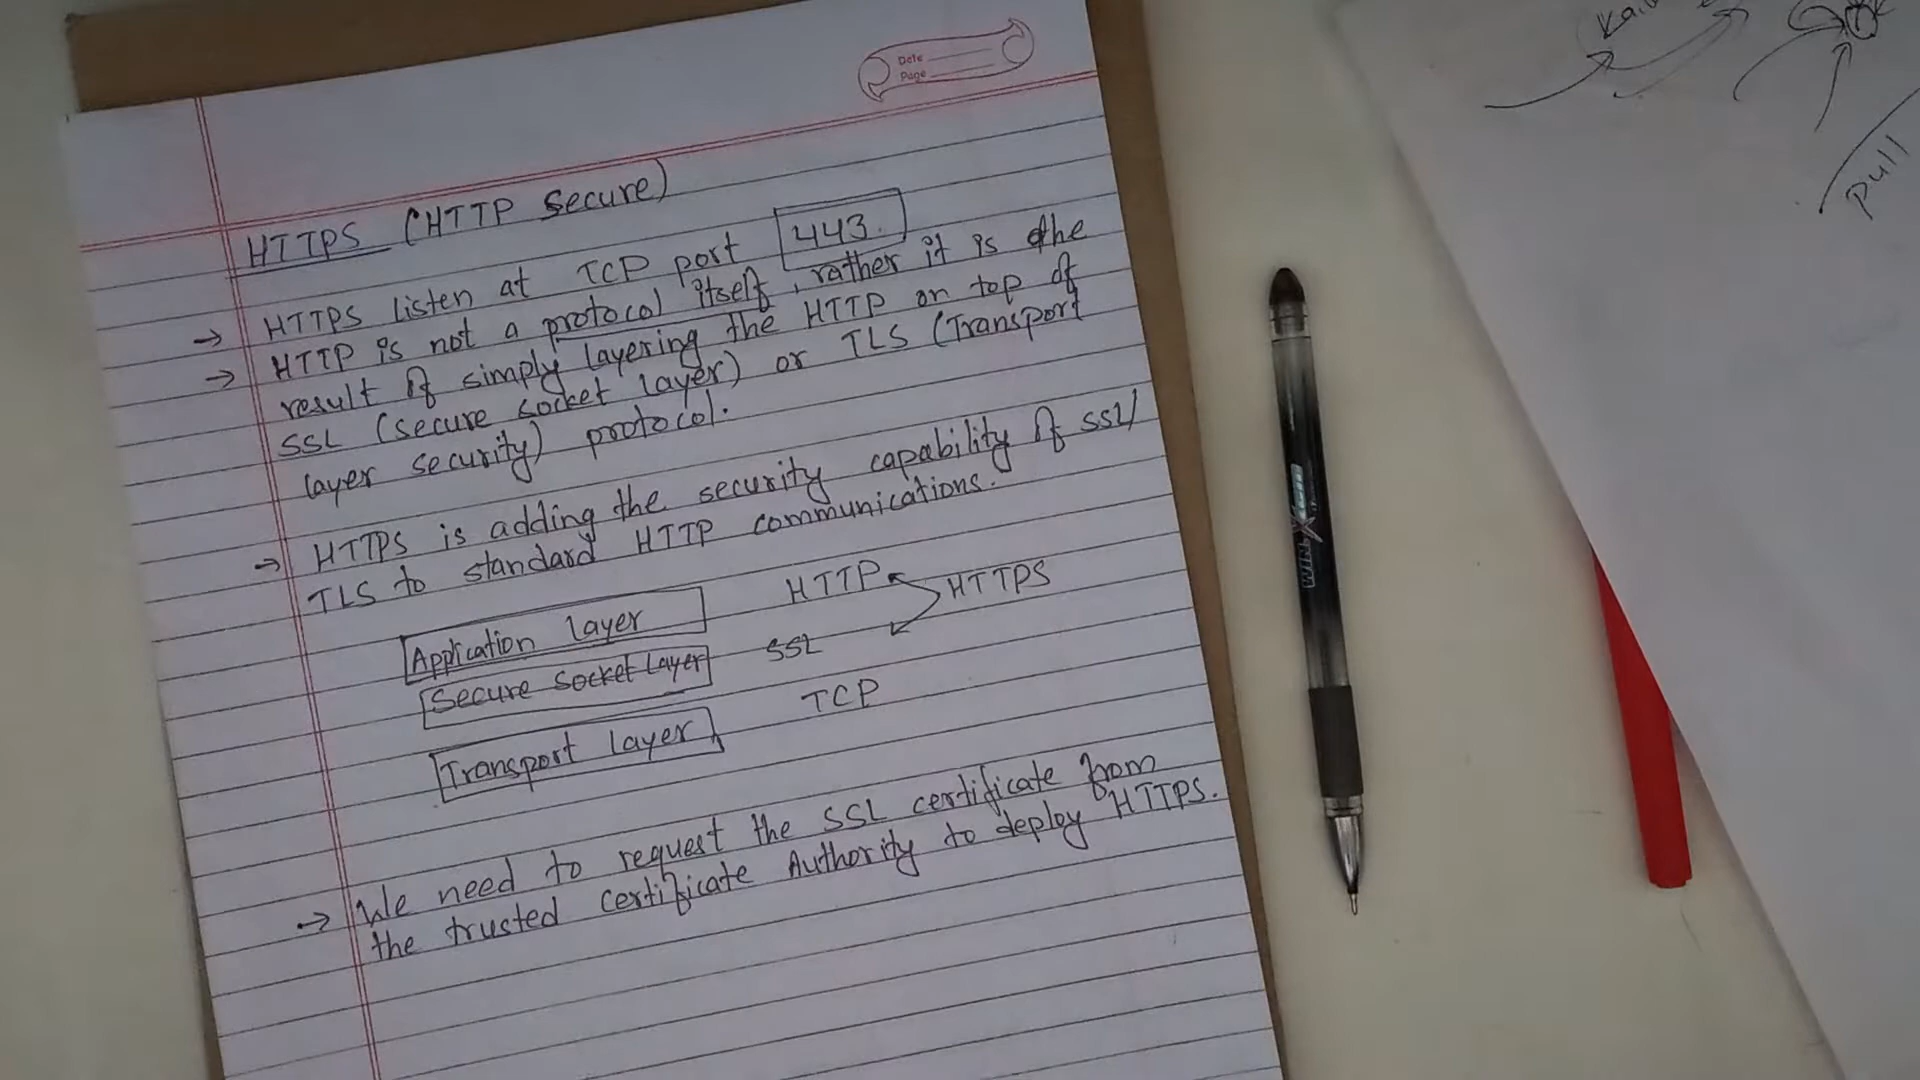 Date
Page
HTTPS (HTTP Secure)
→ HTTPS listen at TCP port 443.
→ HTTP is not a protocol itself, rather it is the
result of simply layering the HTTP on top of
SSL (secure socket layer) or TLS (Transport
layer security) protocol.
→ HTTPS is adding the security capability of SSL/
TLS to standard HTTP communications.
Application layer HTTP HTTPS
Secure Socket Layer SSL
Transport layer TCP
→ We need to request the SSL certificate from
the trusted certificate Authority to deploy HTTPS.
Pull